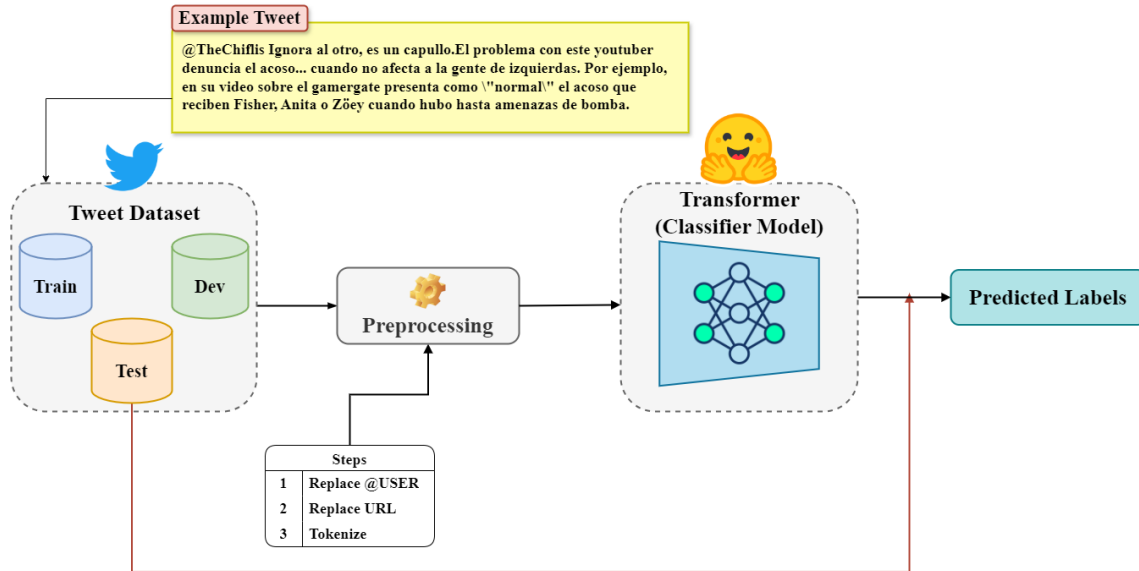 Example Tweet
@TheChiflis Ignora al otro, es un capullo.El problema con este youtuber
denuncia el acoso... cuando no afecta a la gente de izquierdas. Por ejemplo,
en su video sobre el gamergate presenta como \"normal\" el acoso que
reciben Fisher, Anita o Zöey cuando hubo hasta amenazas de bomba.
Tweet Dataset
Train
Dev
Test
Preprocessing
Steps
1 Replace @USER
2 Replace URL
3 Tokenize
Transformer
(Classifier Model)
Predicted Labels